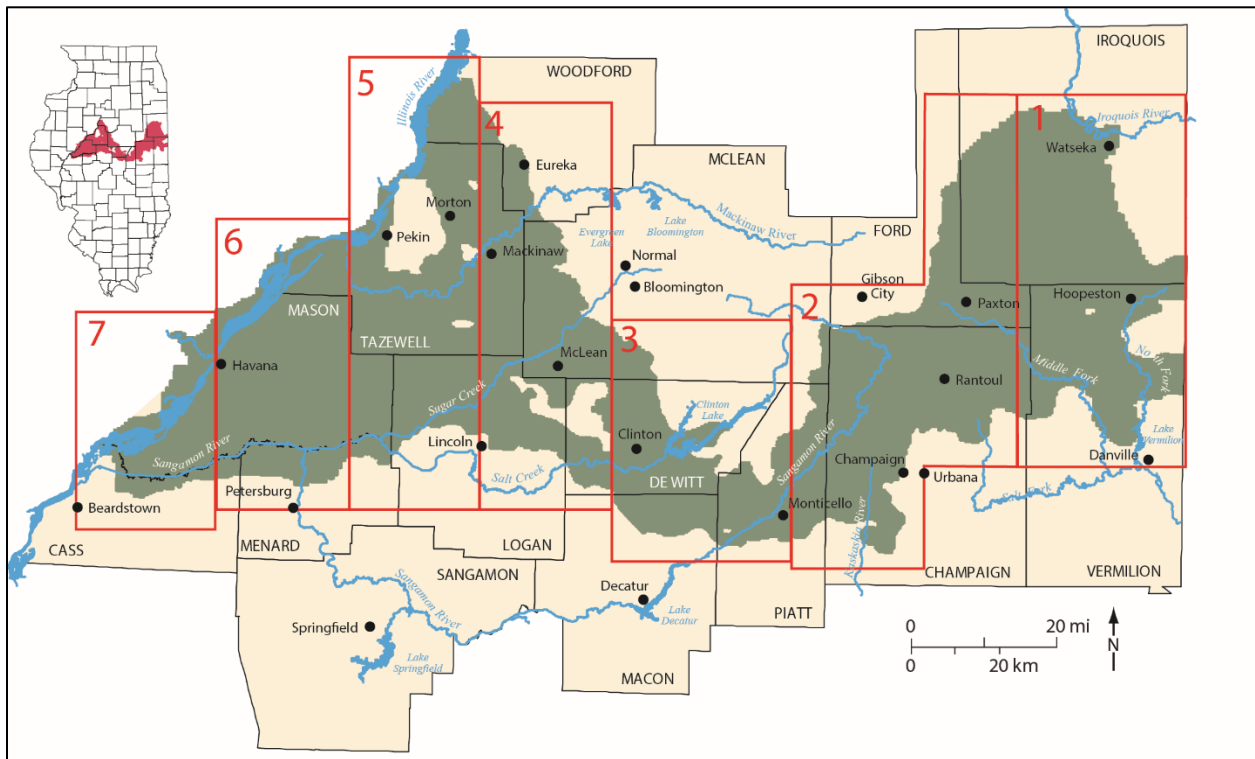 IROQUOIS
5
WOODFORD
Illinois River
4
1
Iroquois River
Eureka
Watseka
MCLEAN
Morton
Mackinaw River
6
Pekin
Evergreen
Lake
Lake
Bloomington
FORD
Mackinaw
Normal
Gibson
City
Bloomington
Paxton
Hoopeston
MASON
2
7
3
TAZEWELL
Havana
McLean
Middle Fork
North Fork
Rantoul
Sugar Creek
Clinton
Lake
Sangamon River
Lincoln
Clinton
Sangamon River
Lake
Vermilion
Champaign
Urbana
Danville
Salt Creek
DE WITT
Petersburg
Salt Fork
Beardstown
Monticello
Kaskaskia River
CASS
MENARD
LOGAN
CHAMPAIGN
VERMILION
SANGAMON
Sangamon River
Decatur
PIATT
Lake
Decatur
Springfield
0 20 mi
N
0 20 km
Lake
Springfield
MACON